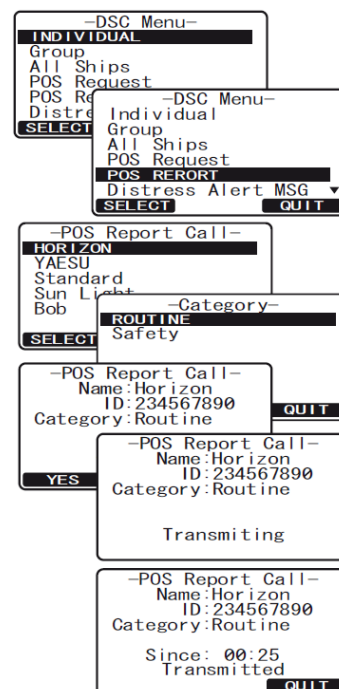 –DSC Menu–
INDIVIDUAL
Group
All Ships
POS Request
POS Re
Distre
SELECT
–DSC Menu–
Individual
Group
All Ships
POS Request
POS RERORT
Distress Alert MSG ▼
SELECT QUIT
–POS Report Call–
HORIZON
YAESU
Standard
Sun Light
Bob
SELECT
–Category–
ROUTINE
Safety
QUIT
–POS Report Call–
Name:Horizon
ID:234567890
Category:Routine
YES
–POS Report Call–
Name:Horizon
ID:234567890
Category:Routine
Transmiting
–POS Report Call–
Name:Horizon
ID:234567890
Category:Routine
Since: 00:25
Transmitted
QUIT